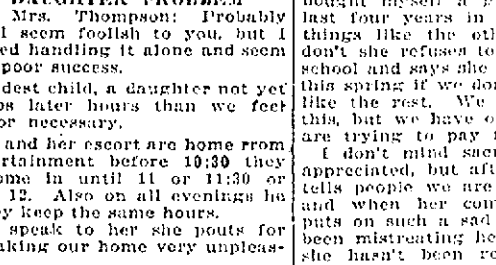 DAUGHTER PROBLEM
Mrs. Thompson: Probably
l seem foolish to you, but I
ed handling it alone and seem
poor success.
dest child, a daughter not yet
ps later hours than we feel
or necessary.
and her escort are home from
rtainment before 10:30 they
ome in until 11 or 11:30 or
12. Also on all evenings he
ey keep the same hours.
speak to her she pouts for
aking our home very unpleas-
bought myself a
last four years in
things like the oth
don't she refuses to
school and says she
this spring if we don
like the rest. We
this, but we have o
are trying to pay
I don't mind sac
appreciated, but aft
tells people we are
and when her com
puts on such a sad
been mistreating he
she hasn't been re